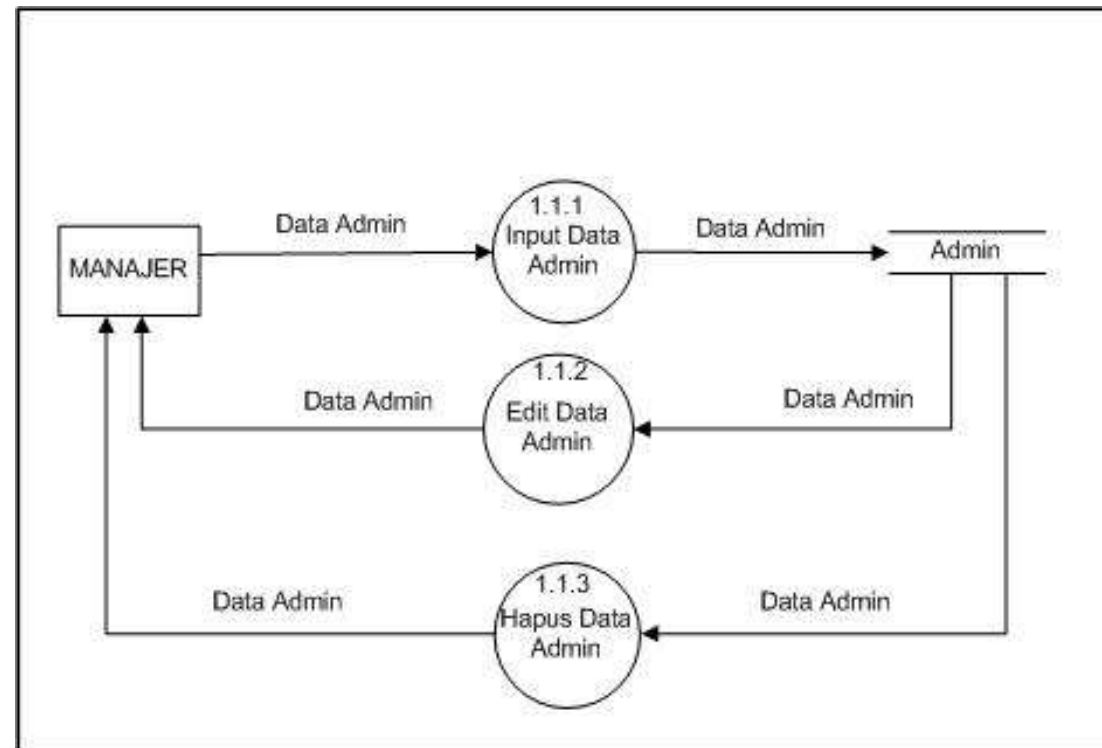 1.1.1
Data Admin
Input Data
Data Admin
Admin
Admin
MANAJER
1.1.2
Data Admin
Edit Data
Data Admin
Admin
1.1.3
Data Admin
Hapus Data
Data Admin
Admin